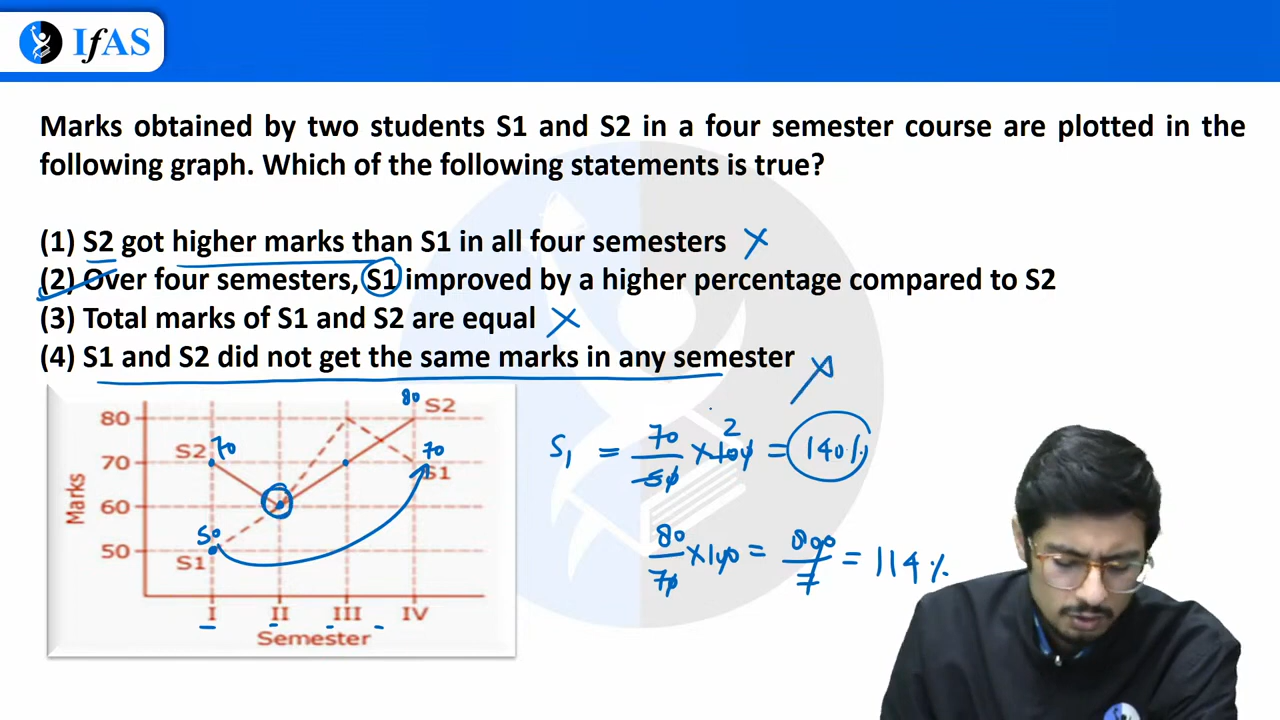 IfAS
Marks obtained by two students S1 and S2 in a four semester course are plotted in the
following graph. Which of the following statements is true?
(1) S2 got higher marks than S1 in all four semesters
(2) Over four semesters, S1 improved by a higher percentage compared to S2
(3) Total marks of S1 and S2 are equal
(4) S1 and S2 did not get the same marks in any semester
80
80
S2
S2
70
70
70
S1
Marks
60
50
50
S1
I II III IV
Semester
S1 = 70/50 × 100 2 = 140%
80/70 × 100 = 800/7 = 114%